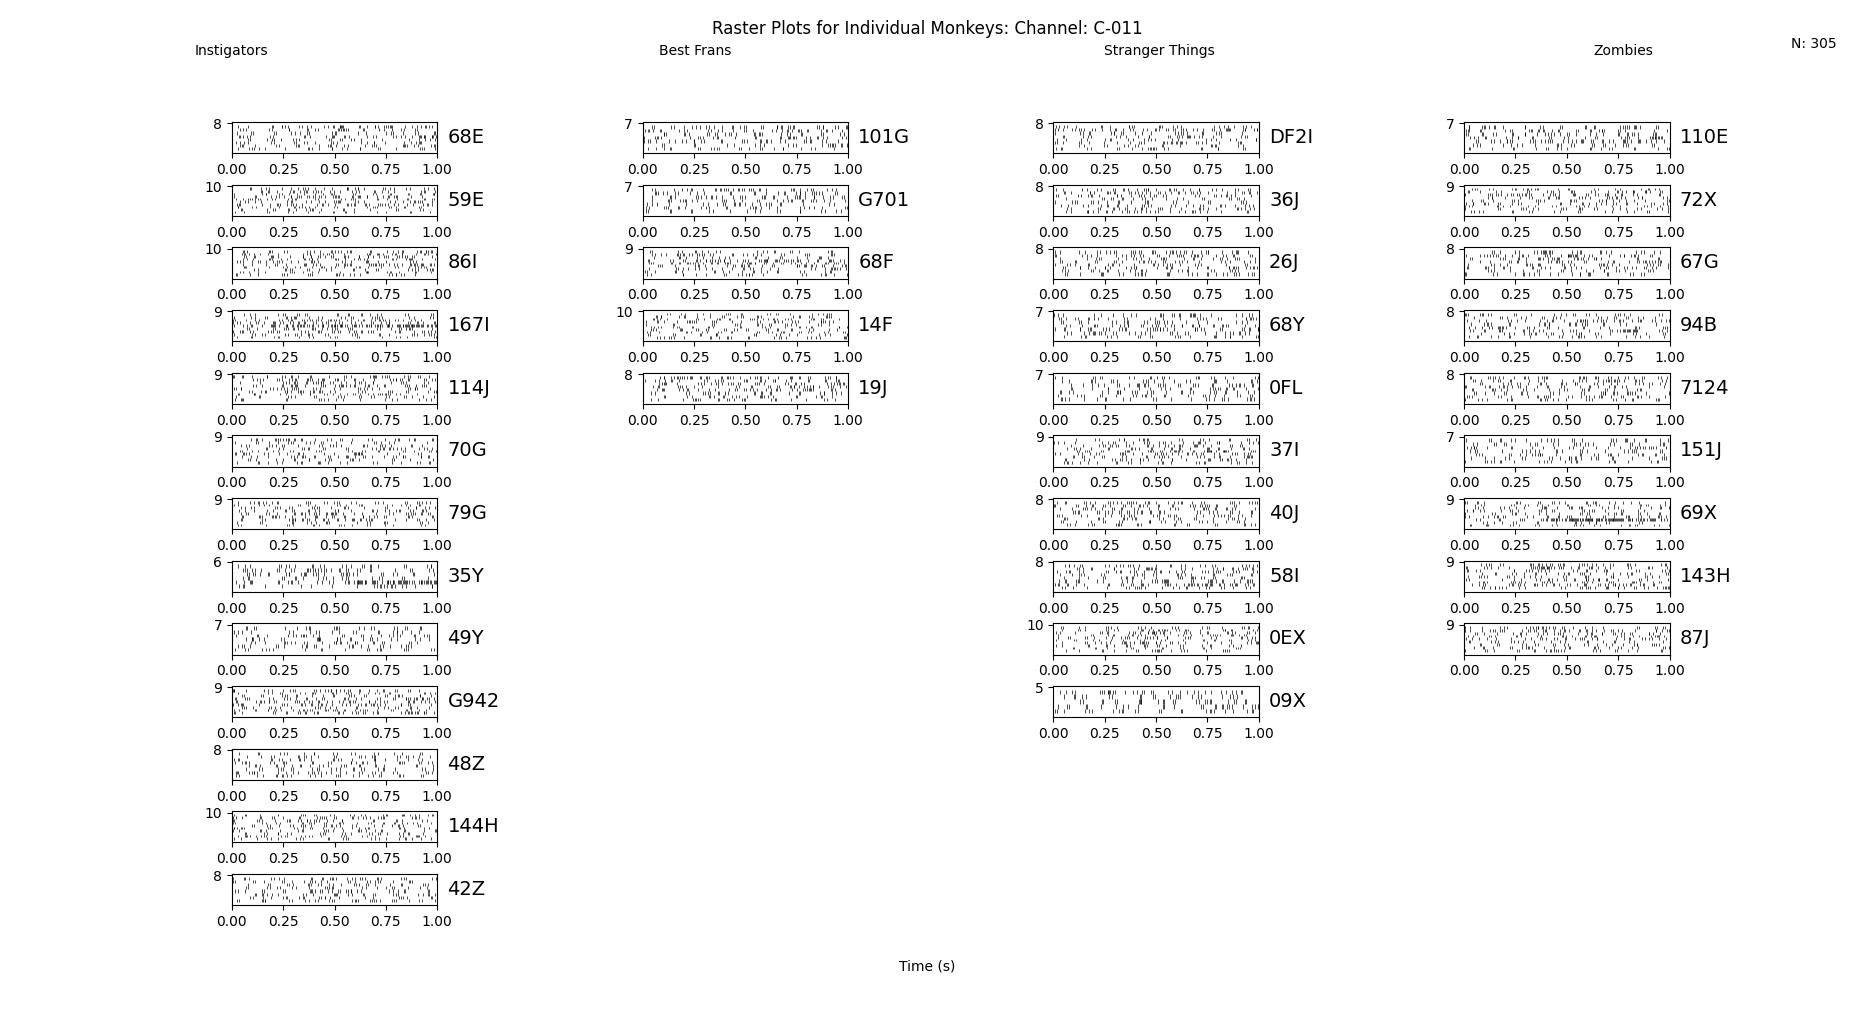 Raster Plots for Individual Monkeys: Channel: C-011
Instigators Best Frans Stranger Things Zombies N: 305
8 68E 7 101G 8 DF2I 7 110E
0.00 0.25 0.50 0.75 1.00 0.00 0.25 0.50 0.75 1.00 0.00 0.25 0.50 0.75 1.00 0.00 0.25 0.50 0.75 1.00
10 59E 7 G701 8 36J 9 72X
0.00 0.25 0.50 0.75 1.00 0.00 0.25 0.50 0.75 1.00 0.00 0.25 0.50 0.75 1.00 0.00 0.25 0.50 0.75 1.00
10 86I 9 68F 8 26J 8 67G
0.00 0.25 0.50 0.75 1.00 0.00 0.25 0.50 0.75 1.00 0.00 0.25 0.50 0.75 1.00 0.00 0.25 0.50 0.75 1.00
9 167I 10 14F 7 68Y 8 94B
0.00 0.25 0.50 0.75 1.00 0.00 0.25 0.50 0.75 1.00 0.00 0.25 0.50 0.75 1.00 0.00 0.25 0.50 0.75 1.00
9 114J 8 19J 7 0FL 8 7124
0.00 0.25 0.50 0.75 1.00 0.00 0.25 0.50 0.75 1.00 0.00 0.25 0.50 0.75 1.00 0.00 0.25 0.50 0.75 1.00
9 70G 9 37I 7 151J
0.00 0.25 0.50 0.75 1.00 0.00 0.25 0.50 0.75 1.00 0.00 0.25 0.50 0.75 1.00
9 79G 8 40J 9 69X
0.00 0.25 0.50 0.75 1.00 0.00 0.25 0.50 0.75 1.00 0.00 0.25 0.50 0.75 1.00
6 35Y 8 58I 9 143H
0.00 0.25 0.50 0.75 1.00 0.00 0.25 0.50 0.75 1.00 0.00 0.25 0.50 0.75 1.00
7 49Y 10 0EX 9 87J
0.00 0.25 0.50 0.75 1.00 0.00 0.25 0.50 0.75 1.00 0.00 0.25 0.50 0.75 1.00
9 G942 5 09X
0.00 0.25 0.50 0.75 1.00 0.00 0.25 0.50 0.75 1.00
8 48Z
0.00 0.25 0.50 0.75 1.00
10 144H
0.00 0.25 0.50 0.75 1.00
8 42Z
0.00 0.25 0.50 0.75 1.00
Time (s)